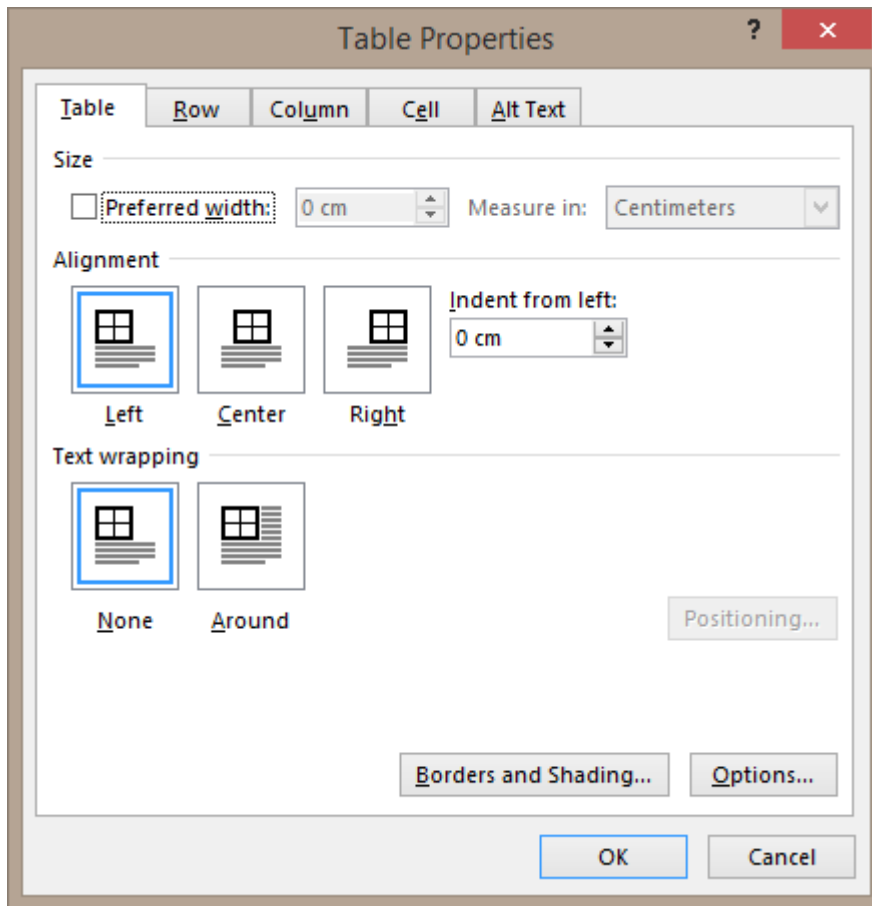 Table Properties ?
Table Row Column Cell Alt Text
Size
Preferred width: 0 cm Measure in: Centimeters
Alignment
Indent from left:
0 cm
Left Center Right
Text wrapping
None Around
Positioning...
Borders and Shading... Options...
OK Cancel